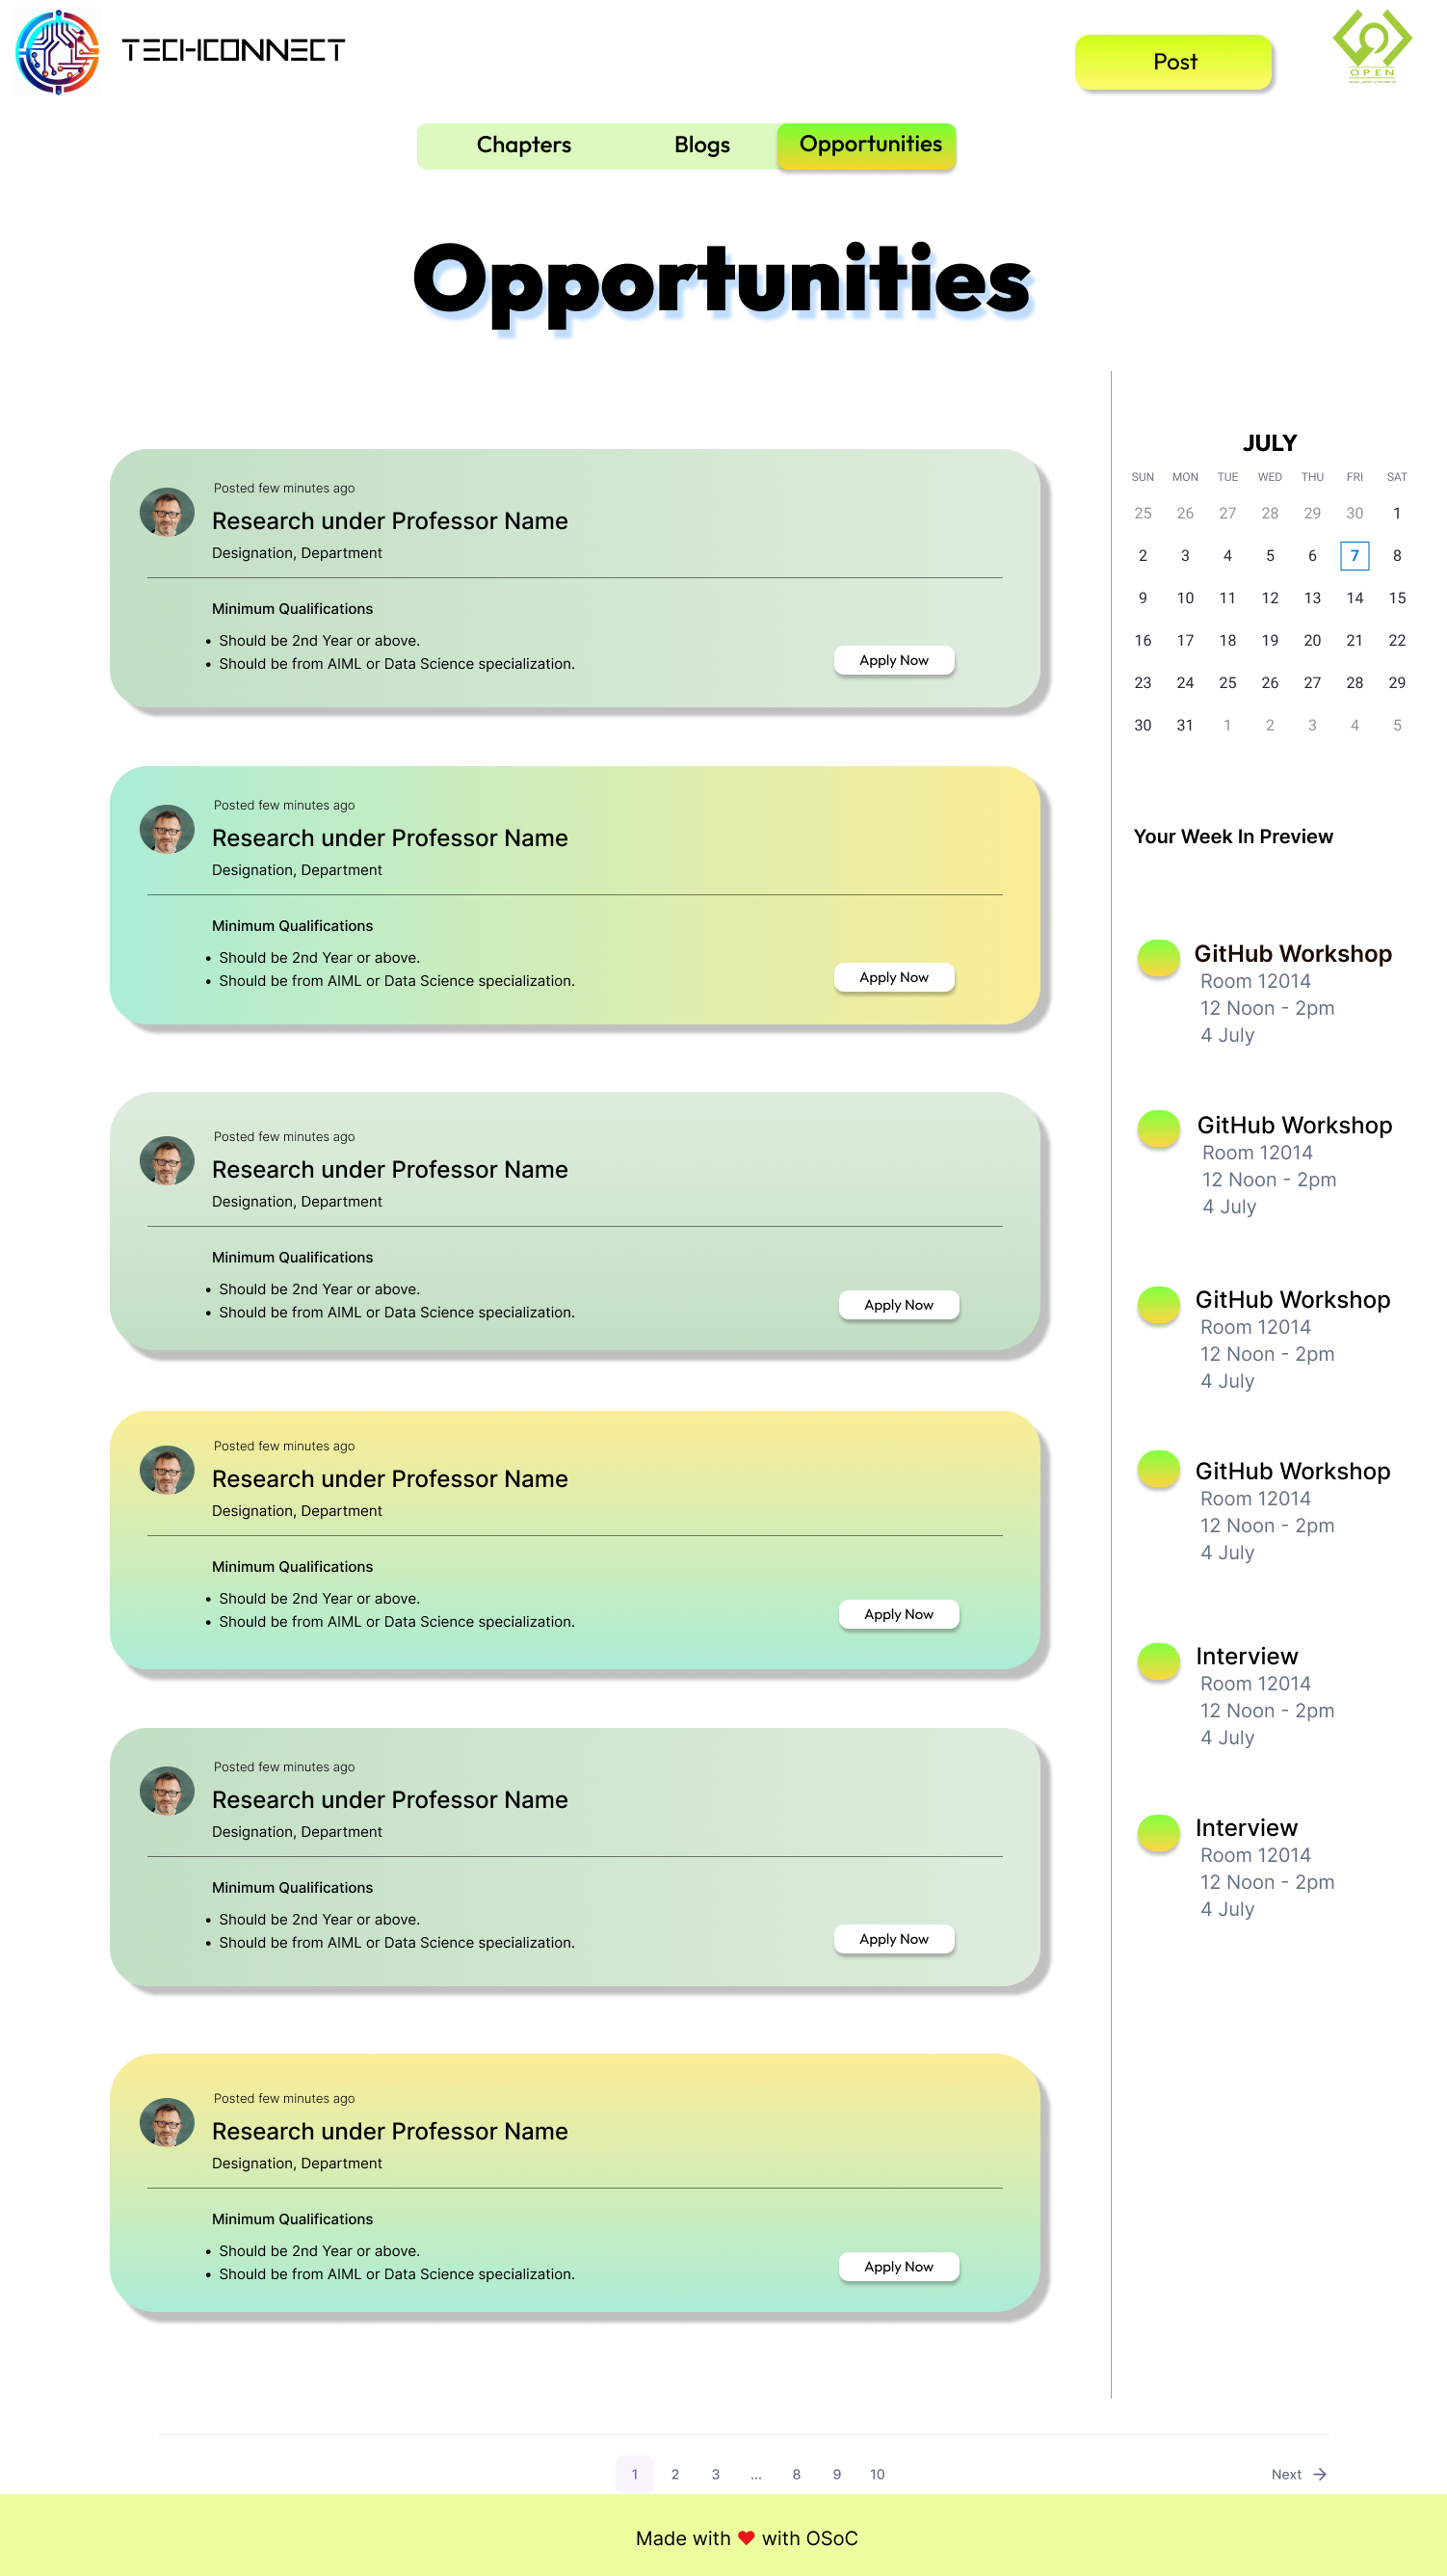 TECHCONNECT
Post
OPEN
Chapters Blogs Opportunities
Opportunities
Posted few minutes ago
Research under Professor Name
Designation, Department
Minimum Qualifications
• Should be 2nd Year or above.
• Should be from AIML or Data Science specialization.
Apply Now
Posted few minutes ago
Research under Professor Name
Designation, Department
Minimum Qualifications
• Should be 2nd Year or above.
• Should be from AIML or Data Science specialization.
Apply Now
Posted few minutes ago
Research under Professor Name
Designation, Department
Minimum Qualifications
• Should be 2nd Year or above.
• Should be from AIML or Data Science specialization.
Apply Now
Posted few minutes ago
Research under Professor Name
Designation, Department
Minimum Qualifications
• Should be 2nd Year or above.
• Should be from AIML or Data Science specialization.
Apply Now
Posted few minutes ago
Research under Professor Name
Designation, Department
Minimum Qualifications
• Should be 2nd Year or above.
• Should be from AIML or Data Science specialization.
Apply Now
Posted few minutes ago
Research under Professor Name
Designation, Department
Minimum Qualifications
• Should be 2nd Year or above.
• Should be from AIML or Data Science specialization.
Apply Now
JULY
SUN MON TUE WED THU FRI SAT
25 26 27 28 29 30 1
2 3 4 5 6 7 8
9 10 11 12 13 14 15
16 17 18 19 20 21 22
23 24 25 26 27 28 29
30 31 1 2 3 4 5
Your Week In Preview
GitHub Workshop
Room 12014
12 Noon - 2pm
4 July
GitHub Workshop
Room 12014
12 Noon - 2pm
4 July
GitHub Workshop
Room 12014
12 Noon - 2pm
4 July
GitHub Workshop
Room 12014
12 Noon - 2pm
4 July
Interview
Room 12014
12 Noon - 2pm
4 July
Interview
Room 12014
12 Noon - 2pm
4 July
1 2 3 ... 8 9 10 Next →
Made with ❤ with OSoC